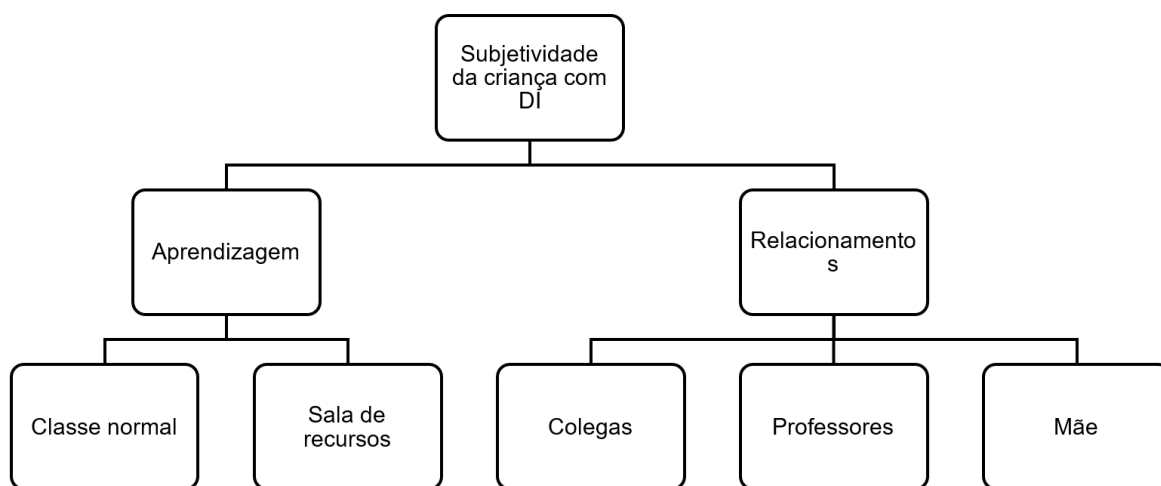 Subjetividade
da criança com
DI
Aprendizagem
Relacionamento
s
Classe normal
Sala de
recursos
Colegas
Professores
Mãe